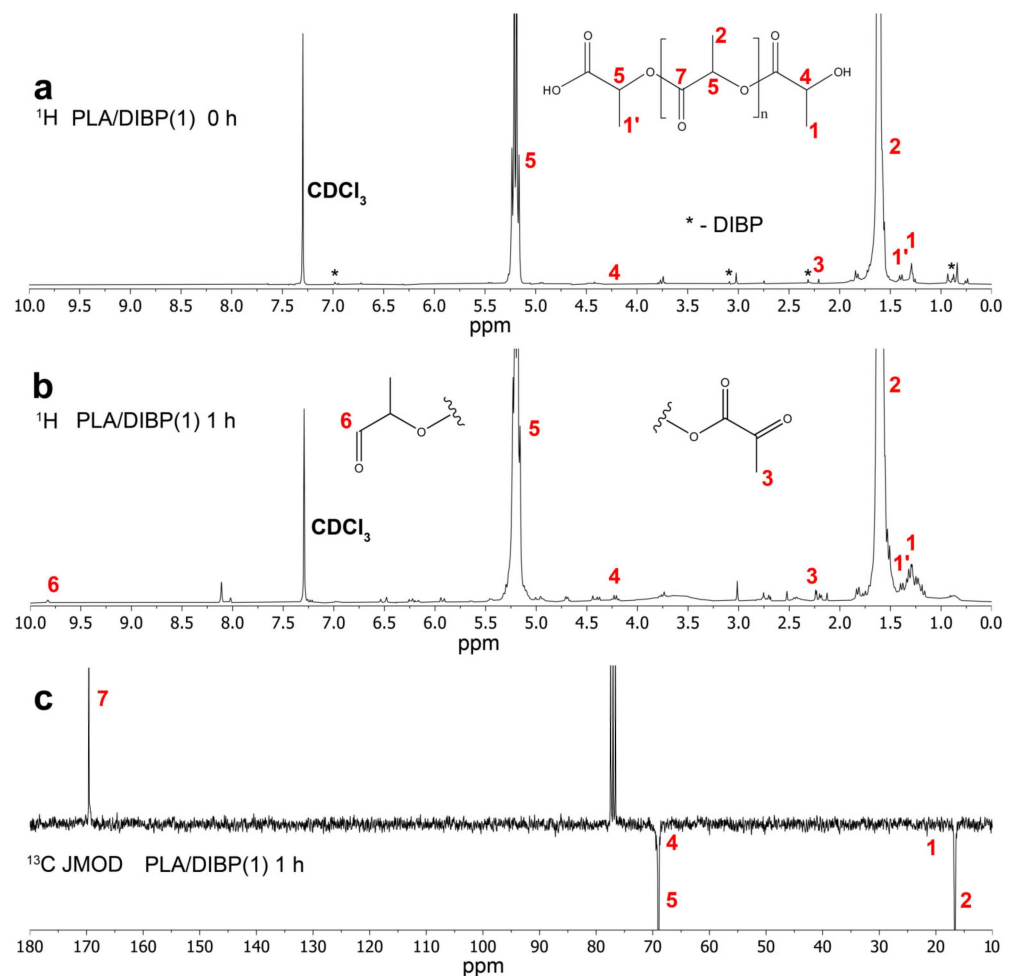 a
¹H PLA/DIBP(1) 0 h
O
HO
5
1'
O
7
O
2
5
O
n
O
4
OH
1
CDCl₃
5
* - DIBP
2
*
4
*
*
3
1'
1
*
10.0 9.5 9.0 8.5 8.0 7.5 7.0 6.5 6.0 5.5 5.0 4.5 4.0 3.5 3.0 2.5 2.0 1.5 1.0 0.0
ppm
b
¹H PLA/DIBP(1) 1 h
6
O
O
5
O
O
O
3
2
CDCl₃
6
4
3
1'
1
10.0 9.5 9.0 8.5 8.0 7.5 7.0 6.5 6.0 5.5 5.0 4.5 4.0 3.5 3.0 2.5 2.0 1.5 1.0 0.0
ppm
c
7
¹³C JMOD PLA/DIBP(1) 1 h
4
5
1
2
180 170 160 150 140 130 120 110 100 90 80 70 60 50 40 30 20 10
ppm